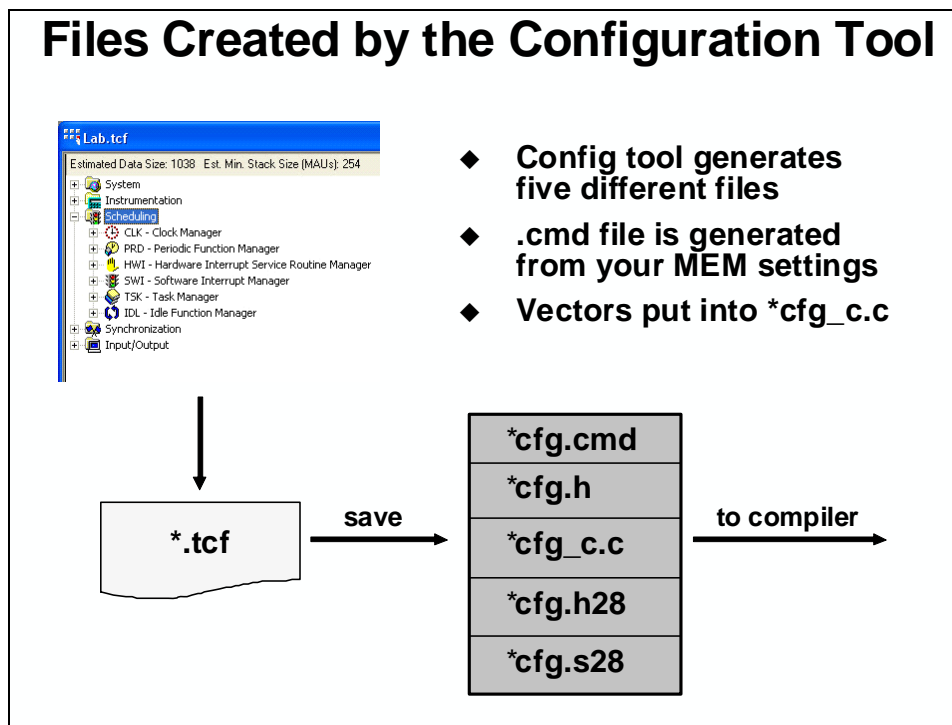 Files Created by the Configuration Tool
Lab.tcf
Estimated Data Size: 1038 Est. Min. Stack Size (MAUs): 254
System
Instrumentation
Scheduling
CLK - Clock Manager
PRD - Periodic Function Manager
HWI - Hardware Interrupt Service Routine Manager
SWI - Software Interrupt Manager
TSK - Task Manager
IDL - Idle Function Manager
Synchronization
Input/Output
◆ Config tool generates
five different files
◆ .cmd file is generated
from your MEM settings
◆ Vectors put into *cfg_c.c
*.tcf
save
*cfg.cmd
*cfg.h
*cfg_c.c
*cfg.h28
*cfg.s28
to compiler